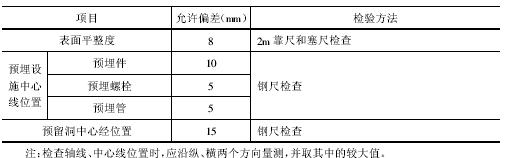 项目 允许偏差(mm) 检验方法
表面平整度 8 2m靠尺和塞尺检查
预埋设施中心线位置 预埋件 10 钢尺检查
预埋螺栓 5
预埋管 5
预留洞中心经位置 15 钢尺检查
注:检查轴线、中心线位置时,应沿纵、横两个方向量测,并取其中的较大值。